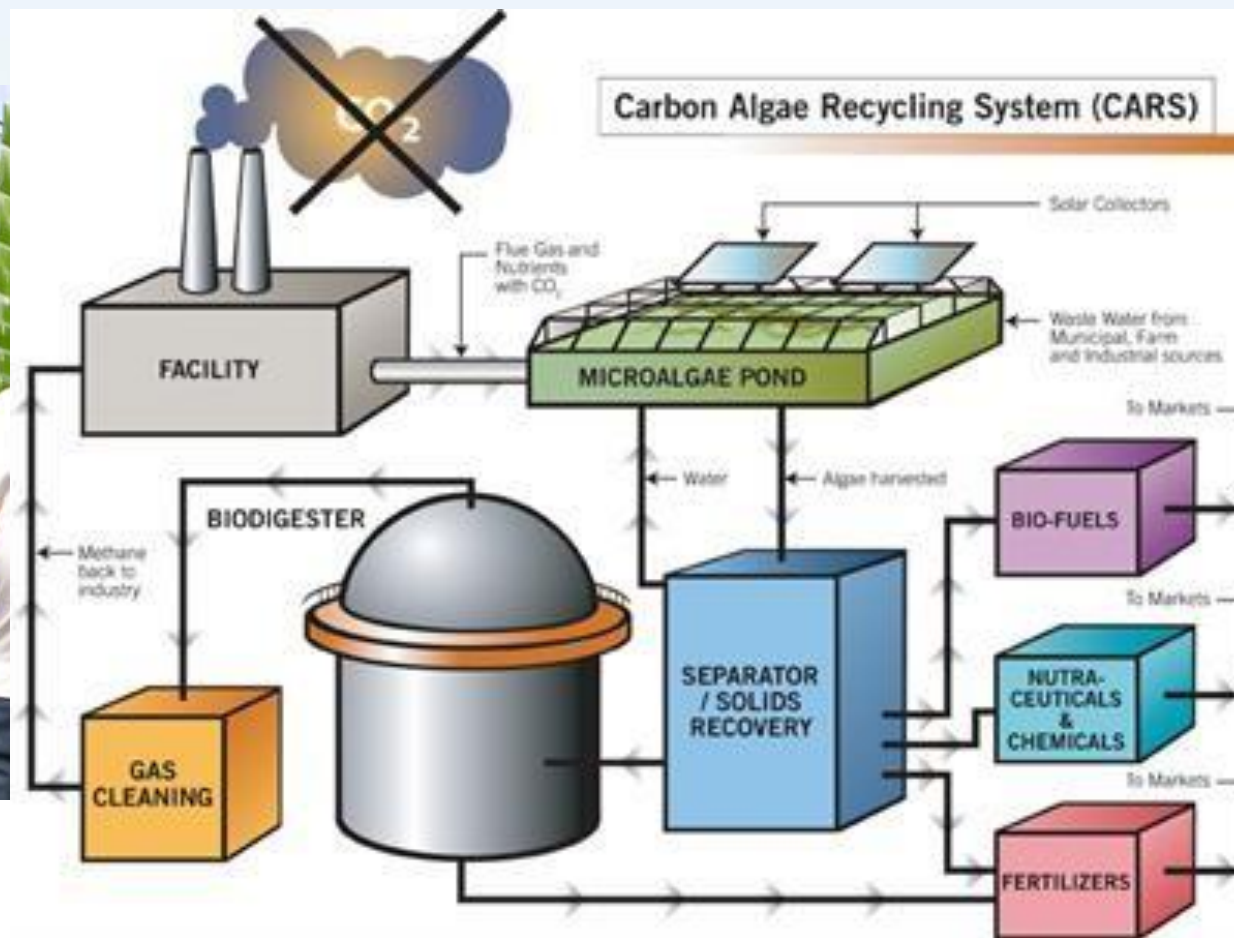 CO₂
Carbon Algae Recycling System (CARS)
Solar Collectors
Flue Gas and
Nutrients
with CO₂
Waste Water from
Municipal, Farm
and Industrial sources
FACILITY
MICROALGAE POND
To Markets
Water
Algae harvested
BIODIGESTER
BIO-FUELS
Methane
back to
industry
To Markets
SEPARATOR
/ SOLIDS
RECOVERY
NUTRA-
CEUTICALS
&
CHEMICALS
GAS
CLEANING
To Markets
FERTILIZERS